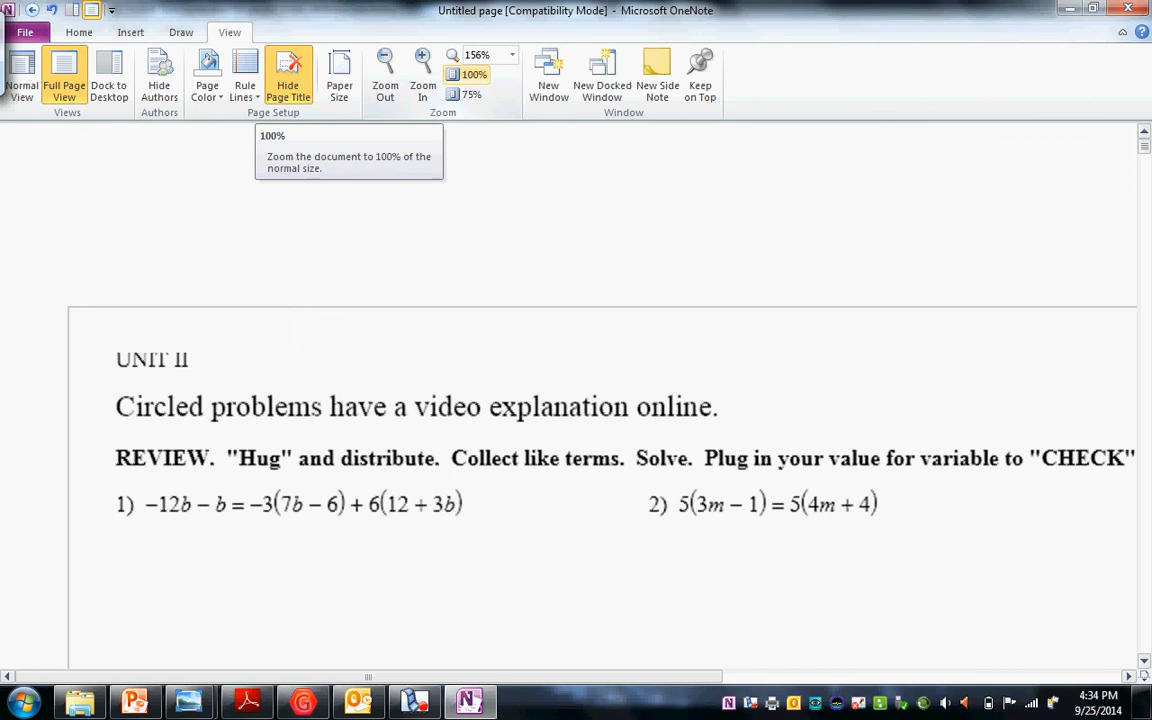 Untitled page [Compatibility Mode] - Microsoft OneNote
File Home Insert Draw View
Normal View
Full Page View
Dock to Desktop
Hide Authors
Page Color
Rule Lines
Hide Page Title
Paper Size
Zoom Out
Zoom In
156%
100%
75%
New Window
New Docked Window
New Side Note
Keep on Top
Views Authors Page Setup Zoom Window
100%
Zoom the document to 100% of the
normal size.
UNIT II
Circled problems have a video explanation online.
REVIEW. "Hug" and distribute. Collect like terms. Solve. Plug in your value for variable to "CHECK"
1) −12b − b = −3(7b − 6) + 6(12 + 3b) 2) 5(3m − 1) = 5(4m + 4)
4:34 PM
9/25/2014